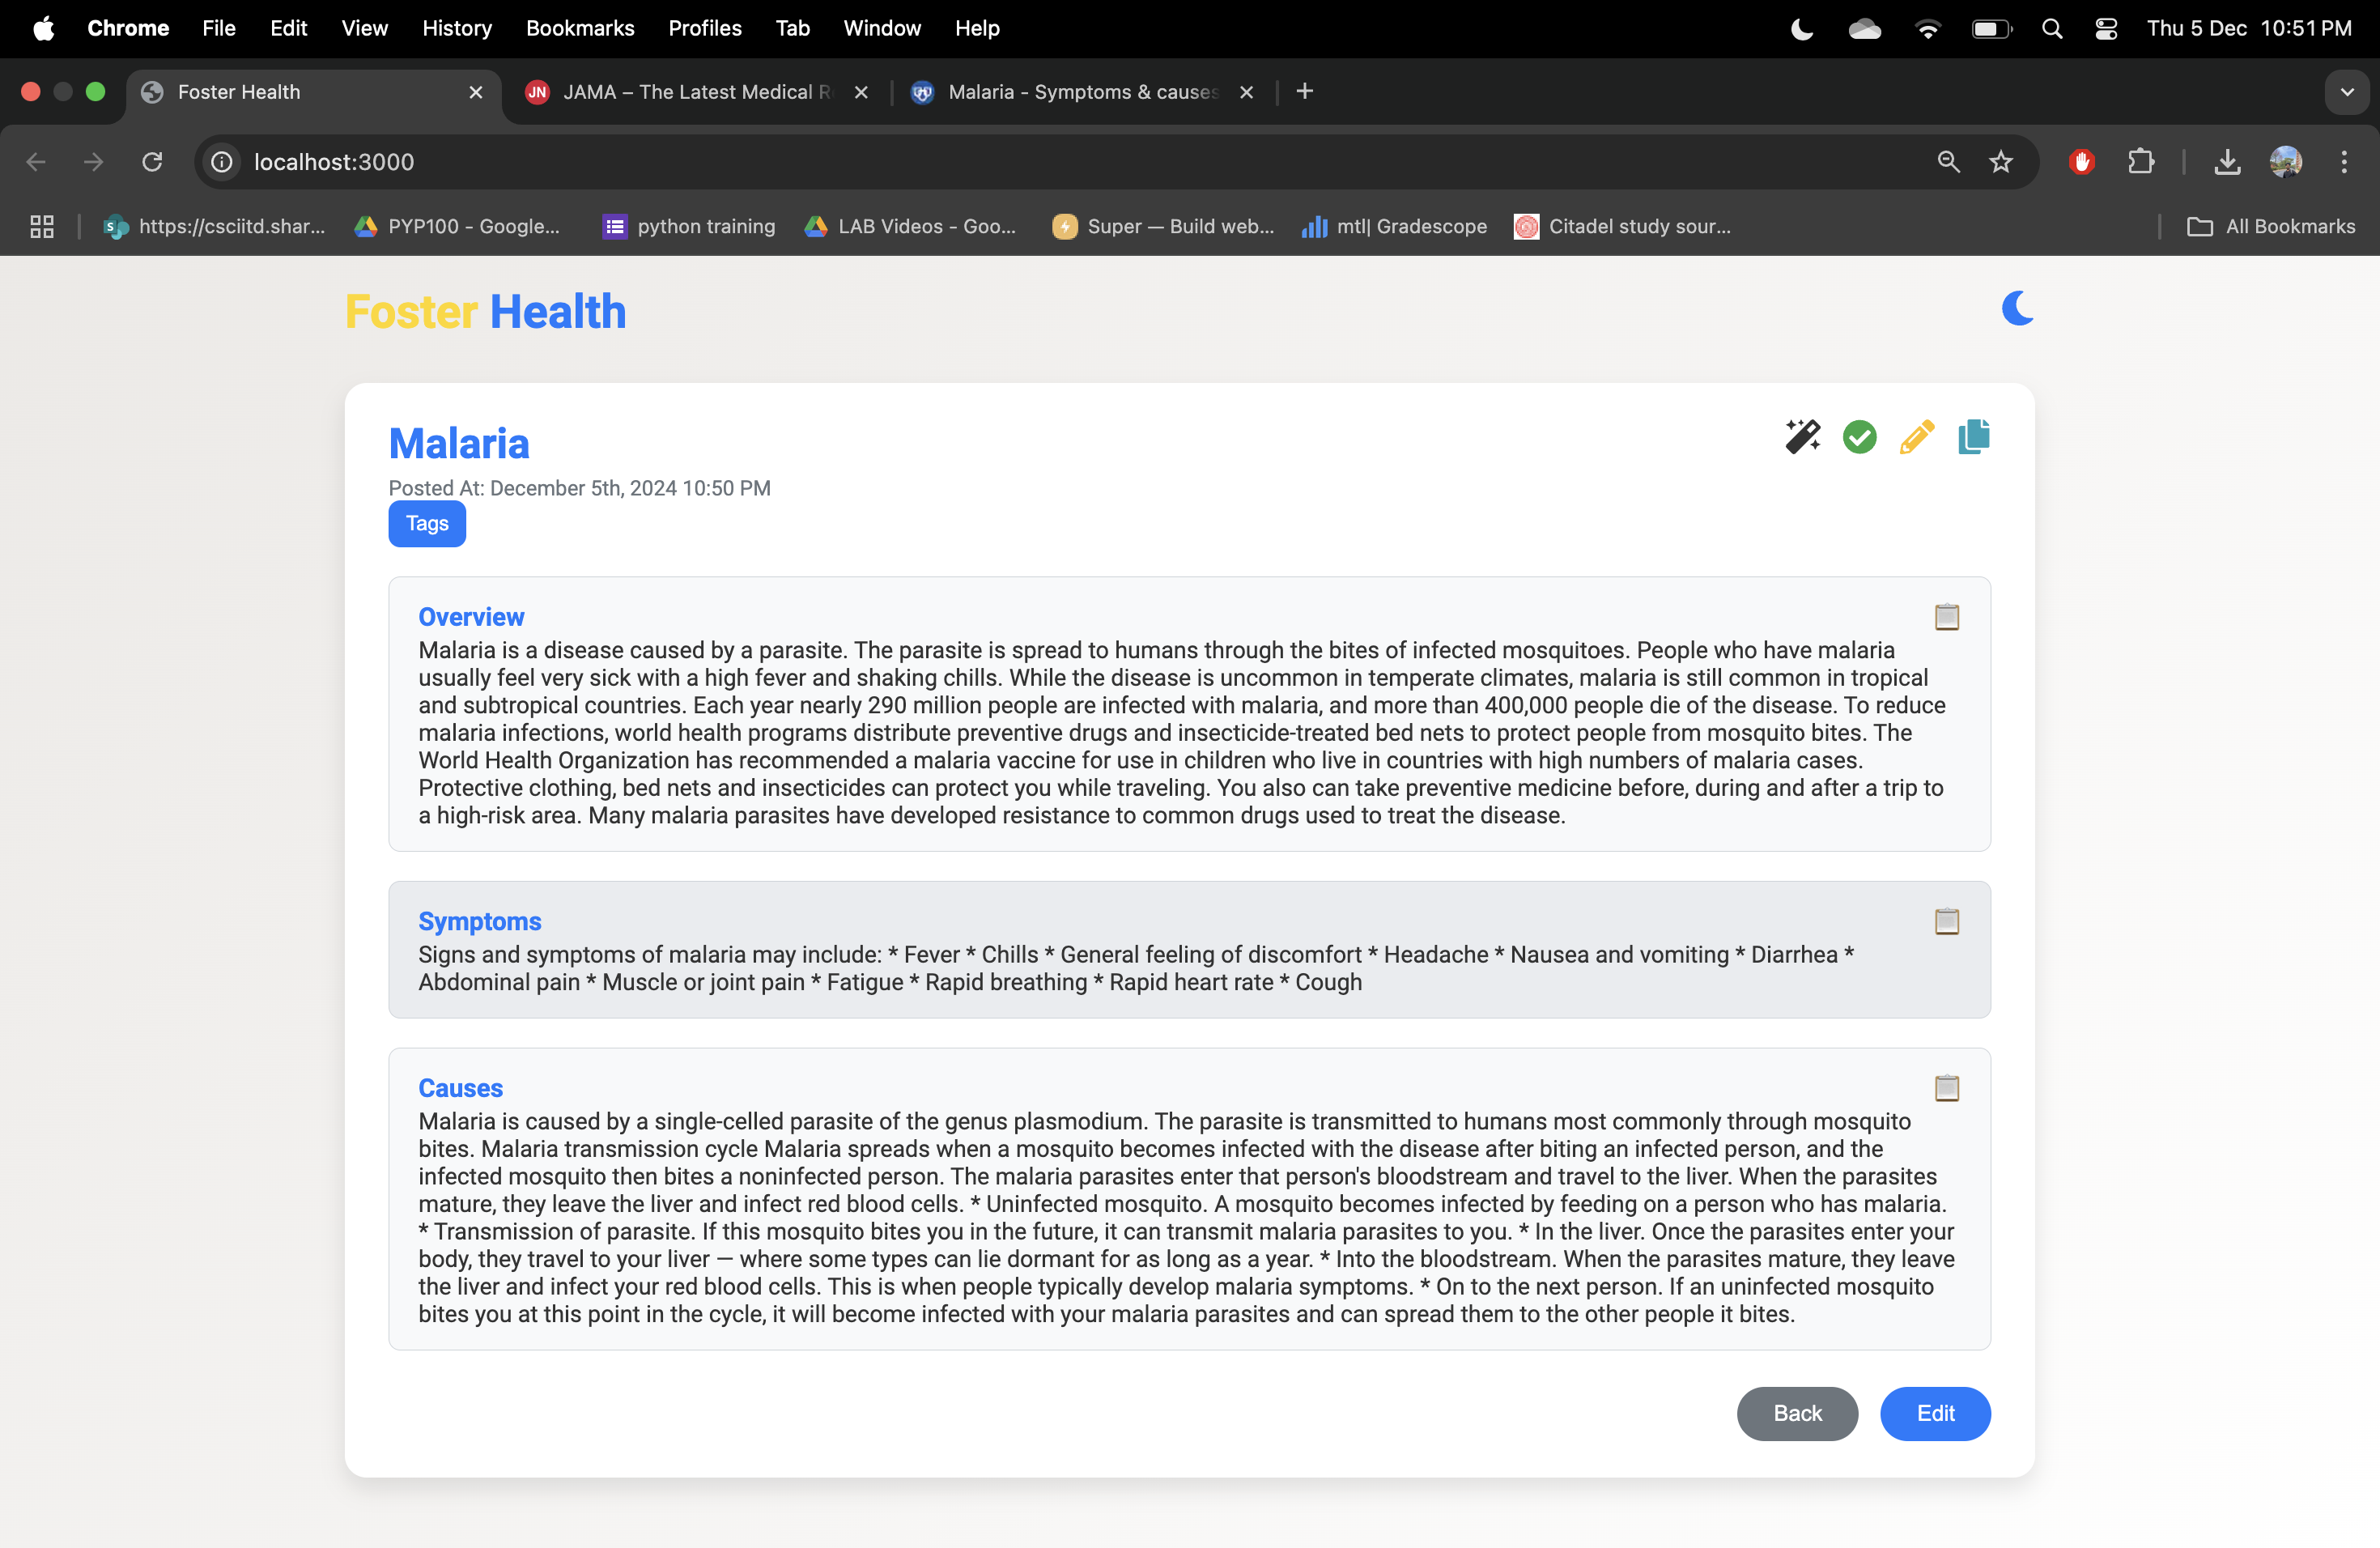 Chrome File Edit View History Bookmarks Profiles Tab Window Help Thu 5 Dec 10:51 PM
Foster Health JN JAMA – The Latest Medical Malaria - Symptoms & causes
localhost:3000
S https://csciitd.shar... PYP100 - Google... python training LAB Videos - Goo... Super — Build web... mtl| Gradescope Citadel study sour... All Bookmarks
Foster Health
Malaria
Posted At: December 5th, 2024 10:50 PM
Tags
Overview
Malaria is a disease caused by a parasite. The parasite is spread to humans through the bites of infected mosquitoes. People who have malaria
usually feel very sick with a high fever and shaking chills. While the disease is uncommon in temperate climates, malaria is still common in tropical
and subtropical countries. Each year nearly 290 million people are infected with malaria, and more than 400,000 people die of the disease. To reduce
malaria infections, world health programs distribute preventive drugs and insecticide-treated bed nets to protect people from mosquito bites. The
World Health Organization has recommended a malaria vaccine for use in children who live in countries with high numbers of malaria cases.
Protective clothing, bed nets and insecticides can protect you while traveling. You also can take preventive medicine before, during and after a trip to
a high-risk area. Many malaria parasites have developed resistance to common drugs used to treat the disease.
Symptoms
Signs and symptoms of malaria may include: * Fever * Chills * General feeling of discomfort * Headache * Nausea and vomiting * Diarrhea *
Abdominal pain * Muscle or joint pain * Fatigue * Rapid breathing * Rapid heart rate * Cough
Causes
Malaria is caused by a single-celled parasite of the genus plasmodium. The parasite is transmitted to humans most commonly through mosquito
bites. Malaria transmission cycle Malaria spreads when a mosquito becomes infected with the disease after biting an infected person, and the
infected mosquito then bites a noninfected person. The malaria parasites enter that person's bloodstream and travel to the liver. When the parasites
mature, they leave the liver and infect red blood cells. * Uninfected mosquito. A mosquito becomes infected by feeding on a person who has malaria.
* Transmission of parasite. If this mosquito bites you in the future, it can transmit malaria parasites to you. * In the liver. Once the parasites enter your
body, they travel to your liver — where some types can lie dormant for as long as a year. * Into the bloodstream. When the parasites mature, they leave
the liver and infect your red blood cells. This is when people typically develop malaria symptoms. * On to the next person. If an uninfected mosquito
bites you at this point in the cycle, it will become infected with your malaria parasites and can spread them to the other people it bites.
Back Edit